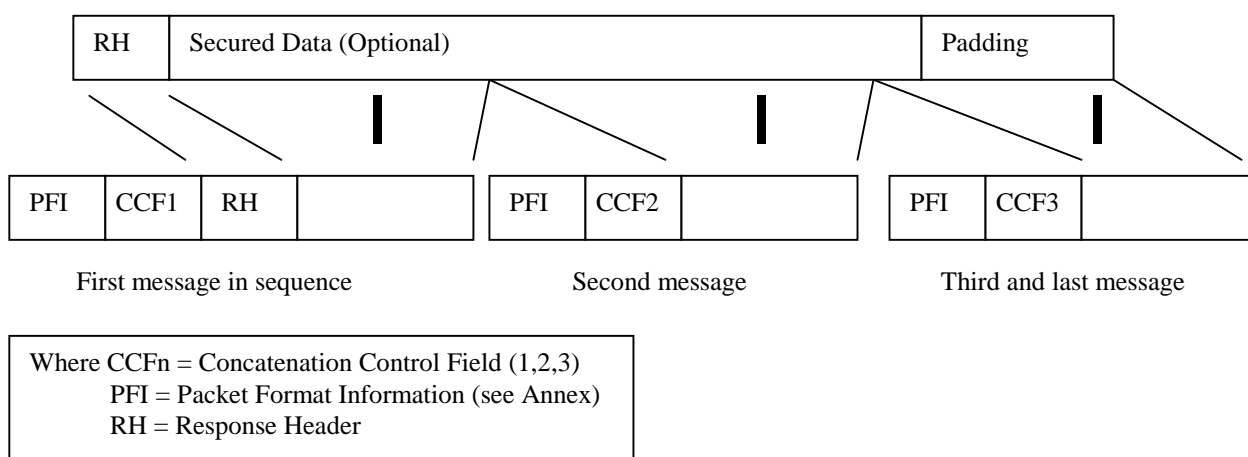 RH Secured Data (Optional) Padding
PFI CCF1 RH PFI CCF2 PFI CCF3
First message in sequence Second message Third and last message
Where CCFn = Concatenation Control Field (1,2,3)
PFI = Packet Format Information (see Annex)
RH = Response Header